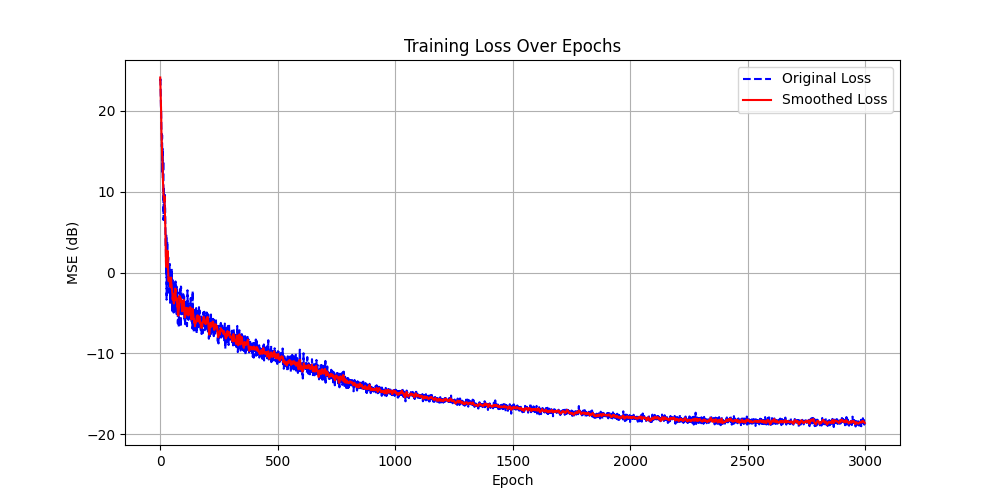 Training Loss Over Epochs
Original Loss
Smoothed Loss
MSE (dB)
20
10
0
−10
−20
0 500 1000 1500 2000 2500 3000
Epoch